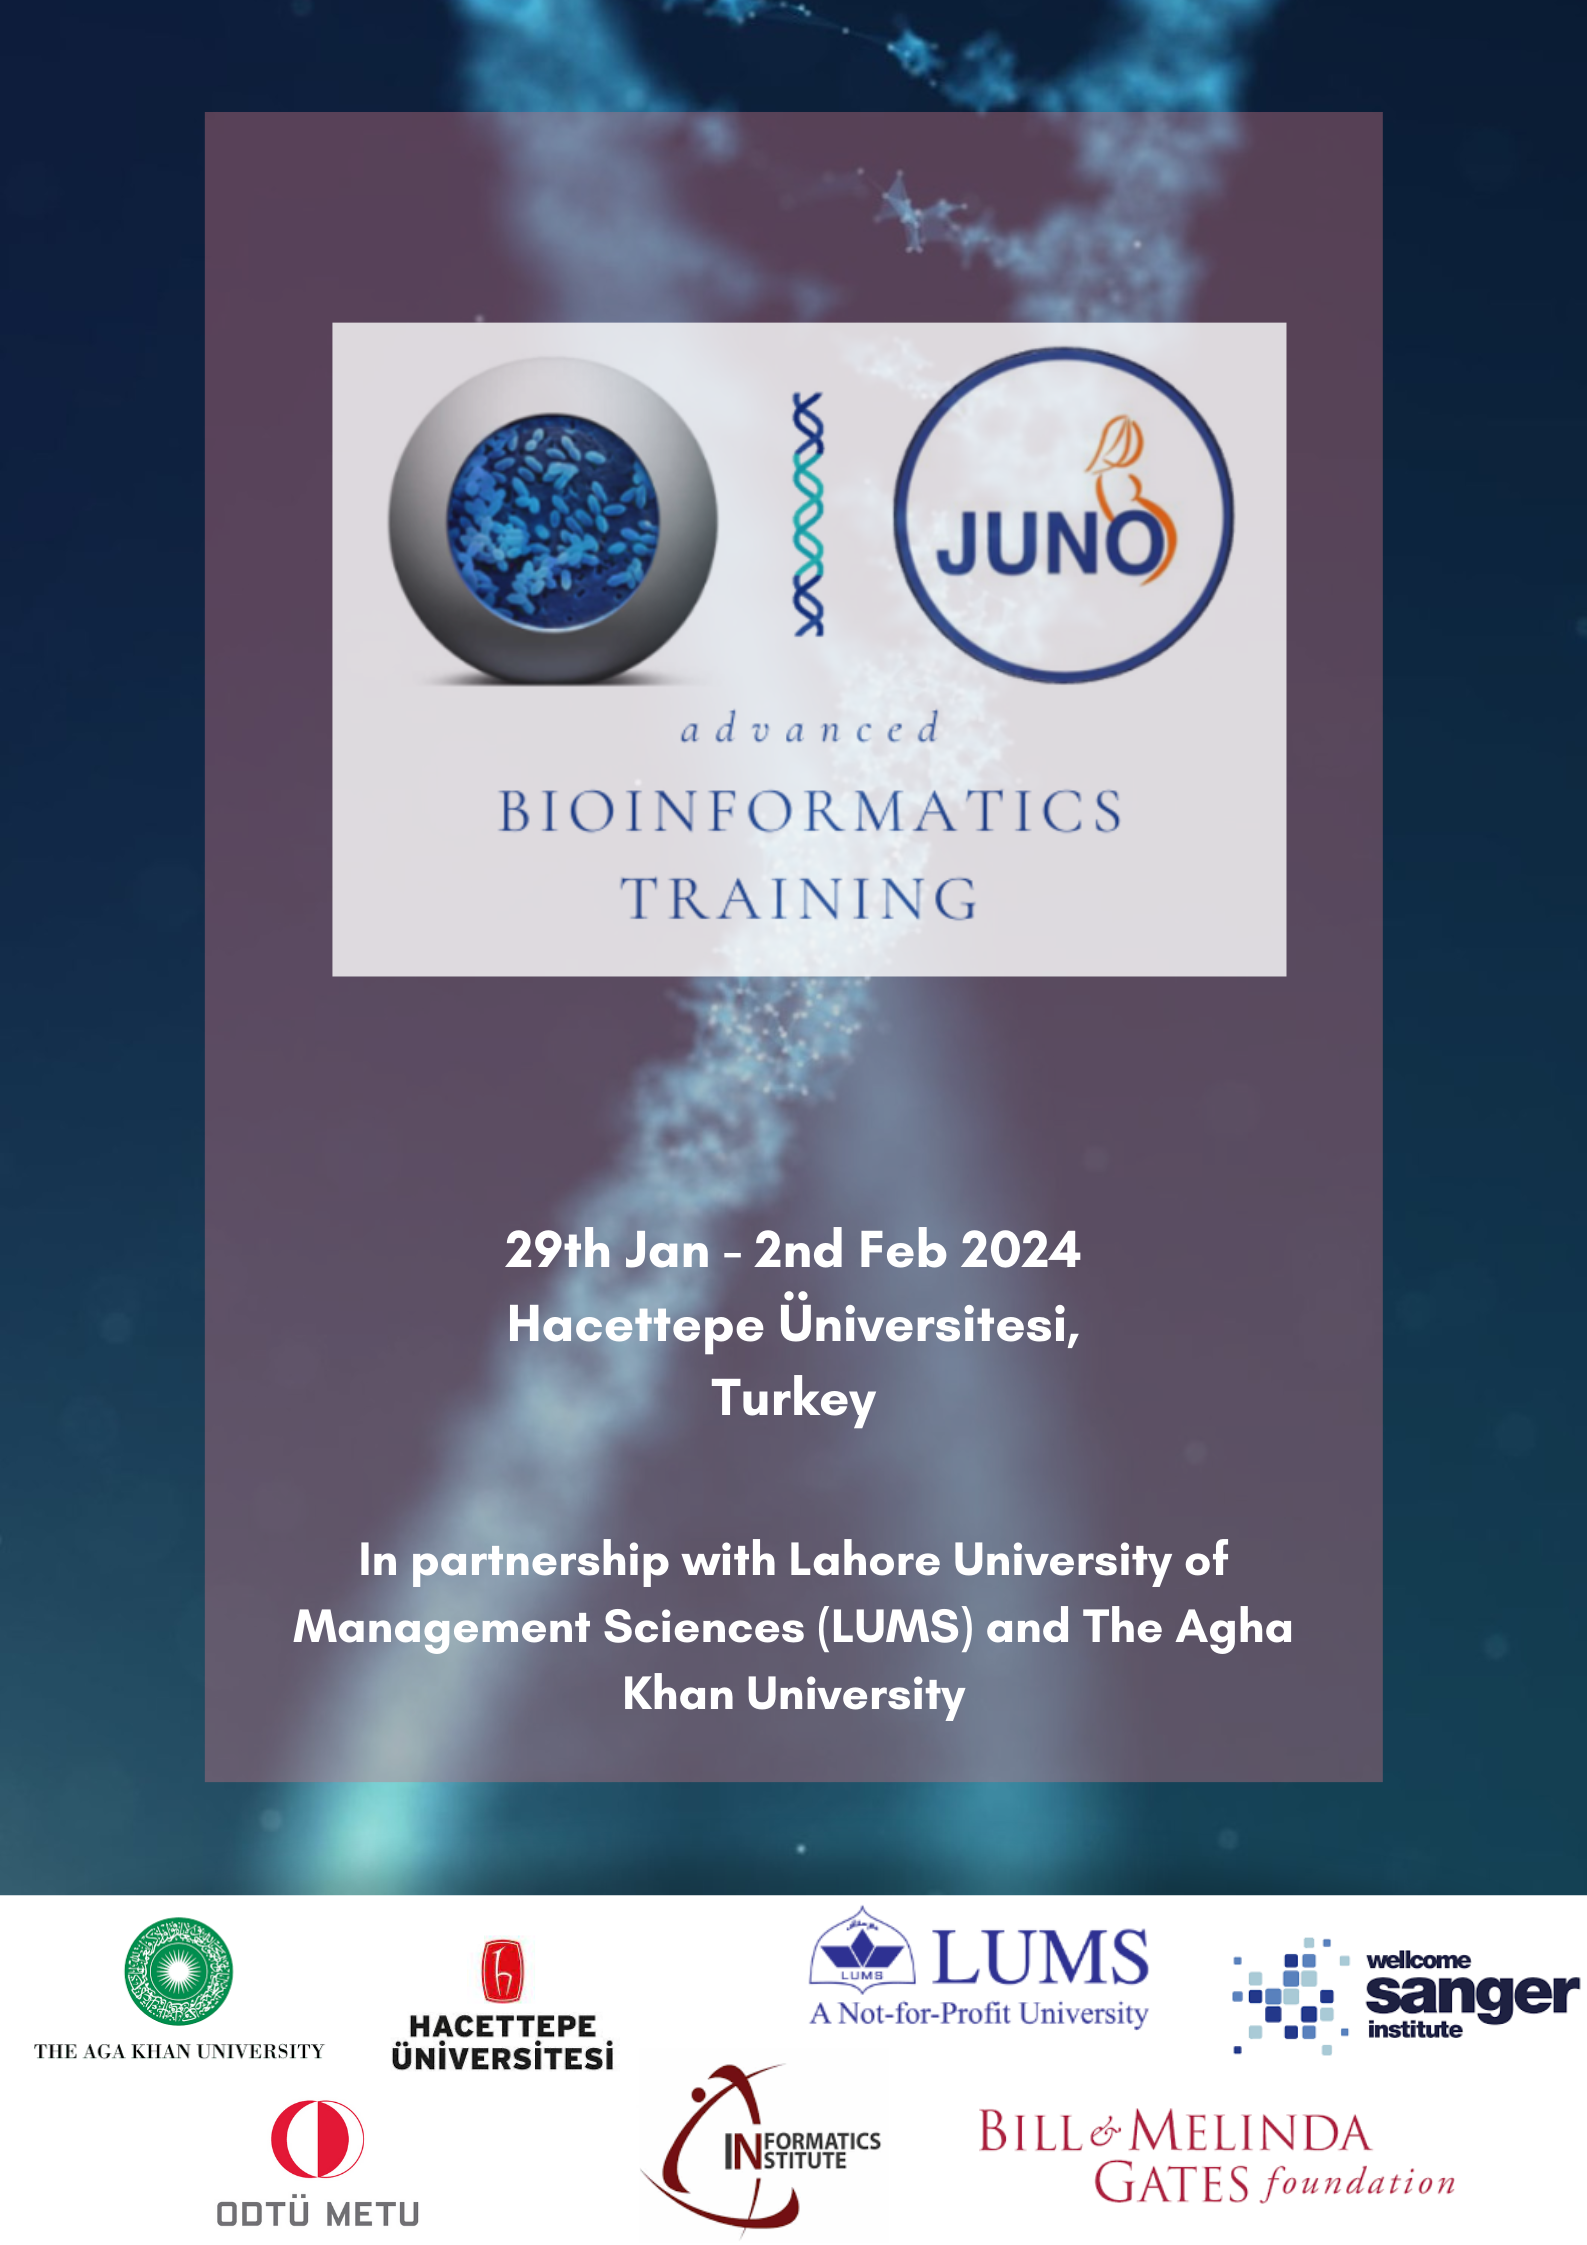 JUNO
advanced
BIOINFORMATICS
TRAINING
29th Jan - 2nd Feb 2024
Hacettepe Üniversitesi,
Turkey
In partnership with Lahore University of
Management Sciences (LUMS) and The Agha
Khan University
THE AGA KHAN UNIVERSITY
HACETTEPE
ÜNİVERSİTESİ
LUMS
LUMS
A Not-for-Profit University
wellcome
sanger
institute
ODTÜ METU
INFORMATICS
INSTITUTE
BILL & MELINDA
GATES foundation